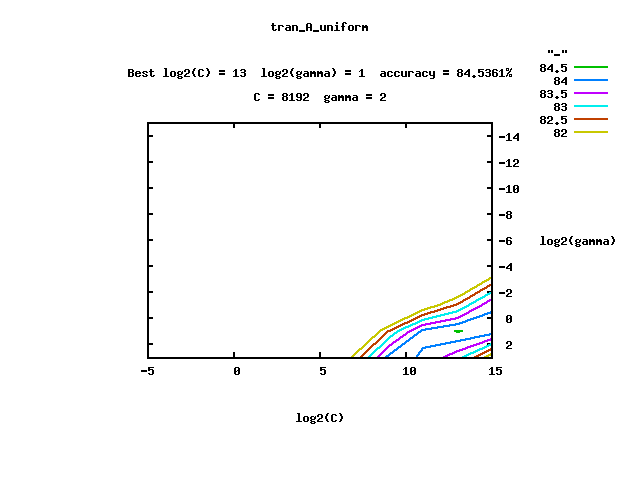 tran_A_uniform
Best log2(C) = 13  log2(gamma) = 1  accuracy = 84.5361%
C = 8192  gamma = 2
"-"
84.5
84
83.5
83
82.5
82
-14
-12
-10
-8
-6
-4
-2
0
2
log2(gamma)
-5 0 5 10 15
log2(C)